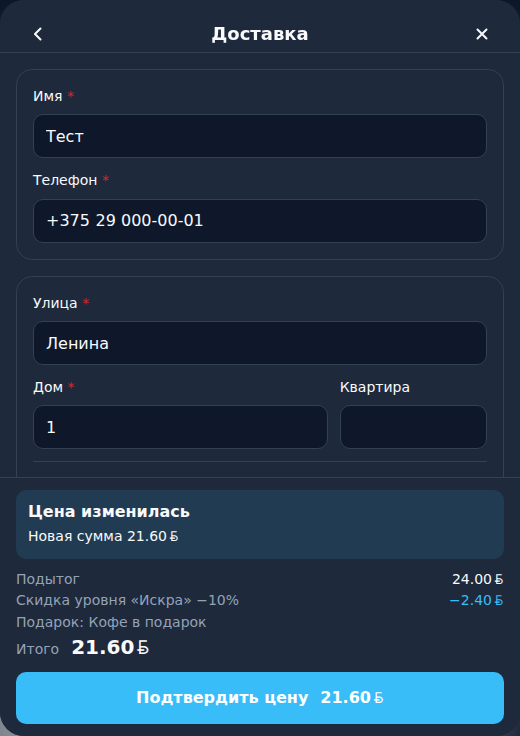 Доставка
Имя *
Тест
Телефон *
+375 29 000-00-01
Улица *
Ленина
Дом * Квартира
1
Цена изменилась
Новая сумма 21.60 Б
Подытог 24.00 Б
Скидка уровня «Искра» −10% −2.40 Б
Подарок: Кофе в подарок
Итого 21.60 Б
Подтвердить цену 21.60 Б